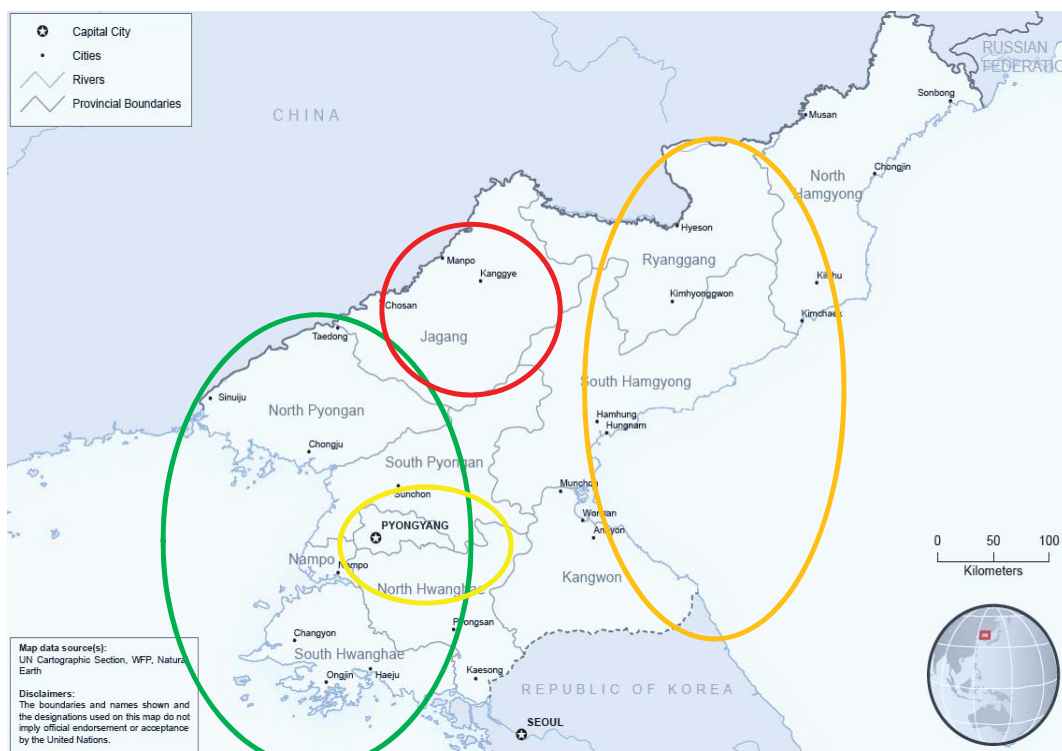 Capital City
Cities
Rivers
Provincial Boundaries
CHINA
RUSSIAN
FEDERATIO
Sonbong
Musan
North
Hamgyong
Chongjin
Hyeson
Ryanggang
Manpo
Kanggye
Kimhyonggwon
Chosan
Kimchaek
Taedong
Jagang
South Hamgyong
Sinuiju
North Pyongan
Hamhung
Hungnam
Chongju
South Pyongan
Sunchon
Munchon
PYONGYANG
Wonsan
Anbyon
Nampo
Nampo
Kangwon
North Hwanghae
0 50 100
Kilometers
Pyongsan
Changyon
South Hwanghae
Ongjin
Haeju
Kaesong
REPUBLIC OF KOREA
SEOUL
Map data source(s):
UN Cartographic Section, WFP, Natural
Earth
Disclaimers:
The boundaries and names shown and
the designations used on this map do not
imply official endorsement or acceptance
by the United Nations.